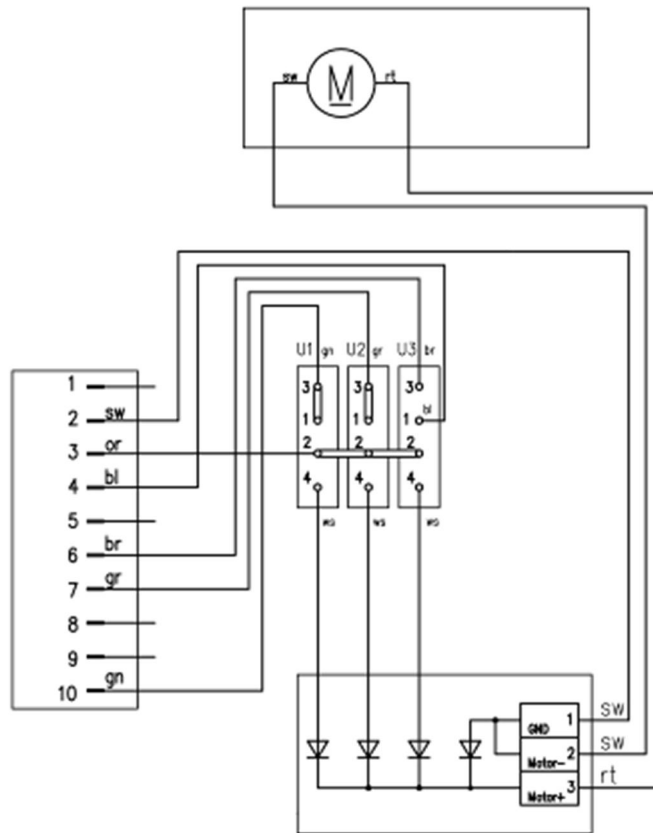 sw M rt
U1 gn U2 gr U3 br
3 3 3
1 1 1 bl
2 2 2
4 4 4
ws ws ws
1
2 sw
3 or
4 bl
5
6 br
7 gr
8
9
10 gn
GND 1 SW
Motor- 2 SW
Motor+ 3 rt